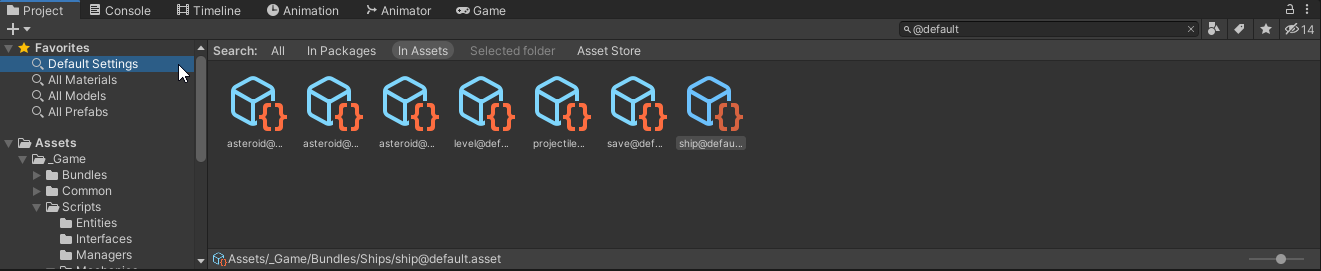 Project Console Timeline Animation Animator Game
@default 14
Favorites
Default Settings
All Materials
All Models
All Prefabs
Assets
_Game
Bundles
Common
Scripts
Entities
Interfaces
Managers
Search: All In Packages In Assets Selected folder Asset Store
asteroid@... asteroid@... asteroid@... level@def... projectile... save@def... ship@defau...
Assets/_Game/Bundles/Ships/ship@default.asset